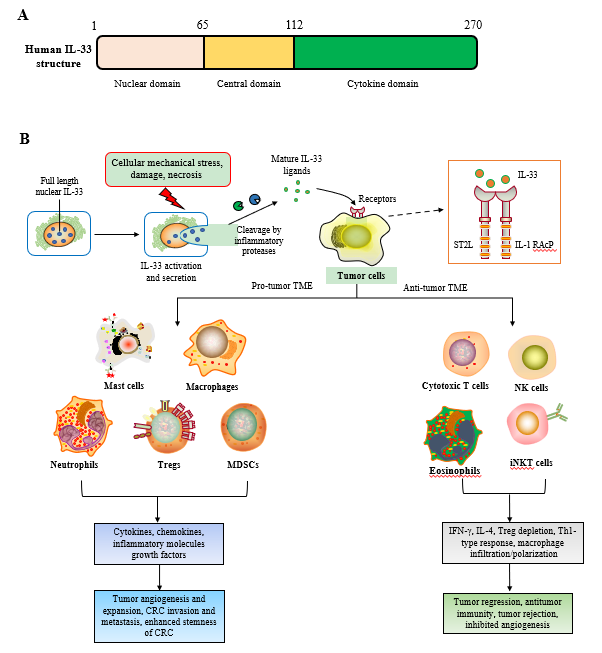 A
1 65 112 270
Human IL-33
structure
Nuclear domain Central domain Cytokine domain
B
Cellular mechanical stress,
damage, necrosis
Mature IL-33
ligands
Full length
nuclear IL-33
Receptors
IL-33
ST2L IL-1 RAcP
Cleavage by
inflammatory
proteases
IL-33 activation
and secretion
Tumor cells
Pro-tumor TME Anti-tumor TME
Mast cells Macrophages
Cytotoxic T cells NK cells
Neutrophils Tregs MDSCs
Eosinophils iNKT cells
Cytokines, chemokines,
inflammatory molecules
growth factors
IFN-γ, IL-4, Treg depletion, Th1-
type response, macrophage
infiltration/polarization
Tumor angiogenesis and
expansion, CRC invasion and
metastasis, enhanced stemness
of CRC
Tumor regression, antitumor
immunity, tumor rejection,
inhibited angiogenesis